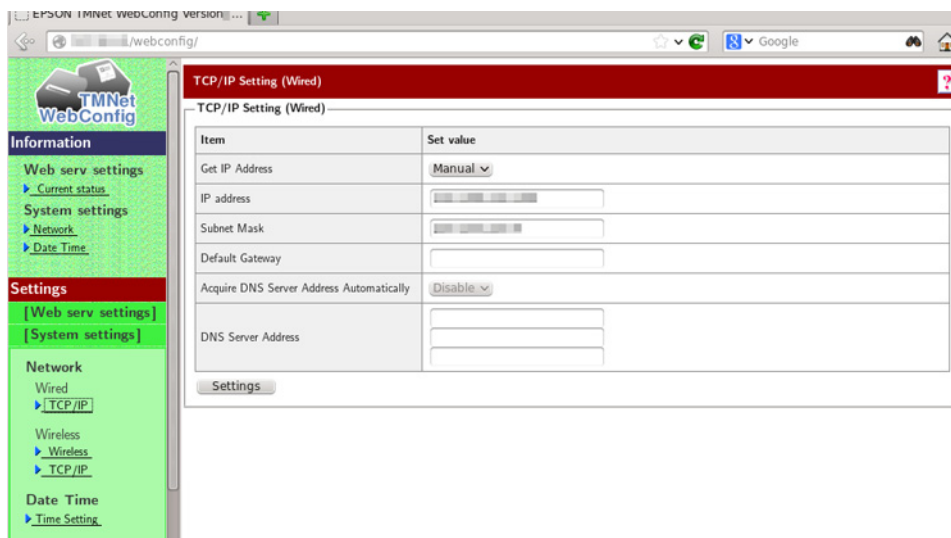 EPSON TMNet WebConfig Version ...
/webconfig/
Google
TMNet
WebConfig
Information
Web serv settings
Current status
System settings
Network
Date Time
Settings
[Web serv settings]
[System settings]
Network
Wired
TCP/IP
Wireless
Wireless
TCP/IP
Date Time
Time Setting
TCP/IP Setting (Wired)
?
TCP/IP Setting (Wired)
Item Set value
Get IP Address Manual
IP address
Subnet Mask
Default Gateway
Acquire DNS Server Address Automatically Disable
DNS Server Address
Settings